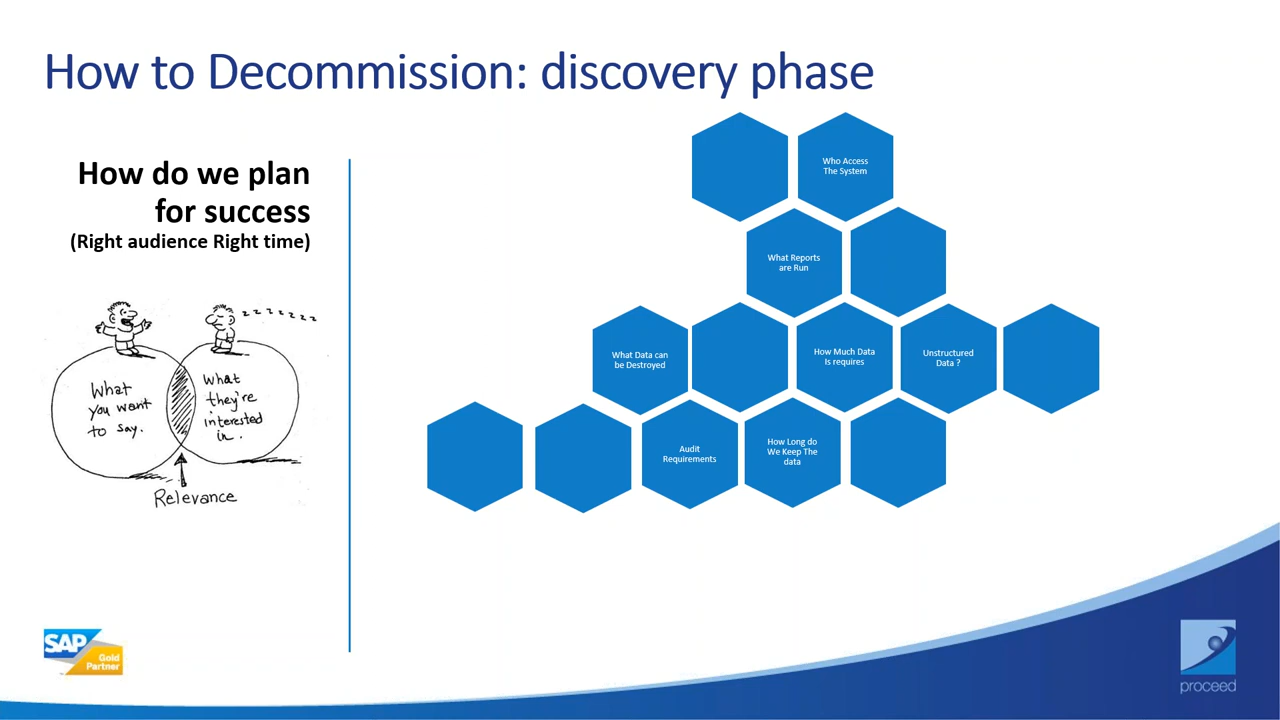 How to Decommission: discovery phase
How do we plan
for success
(Right audience Right time)
z z z z z z z
What
you want
to say.
What
they're
interested
in.
Relevance
Who Access
The System
What Reports
are Run
What Data can
be Destroyed
How Much Data
Is requires
Unstructured
Data ?
Audit
Requirements
How Long do
We Keep The
data
SAP
Gold
Partner
proceed